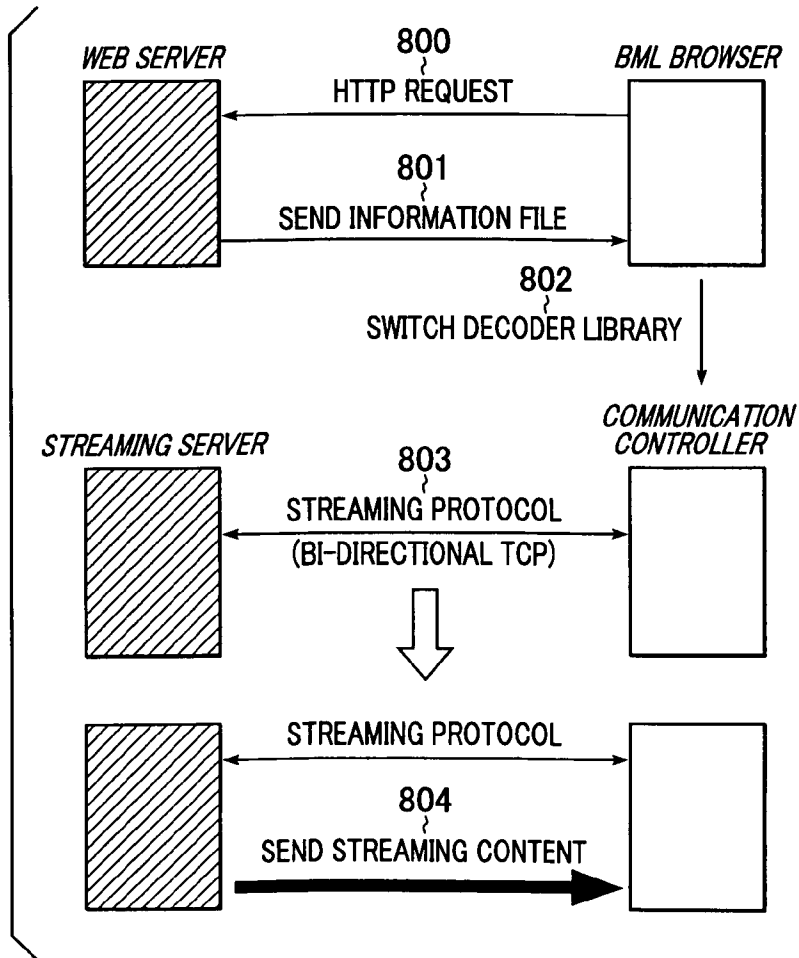 800
WEB SERVER
BML BROWSER
HTTP REQUEST
801
SEND INFORMATION FILE
802
SWITCH DECODER LIBRARY
COMMUNICATION
CONTROLLER
STREAMING SERVER
803
STREAMING PROTOCOL
(BI-DIRECTIONAL TCP)
STREAMING PROTOCOL
804
SEND STREAMING CONTENT